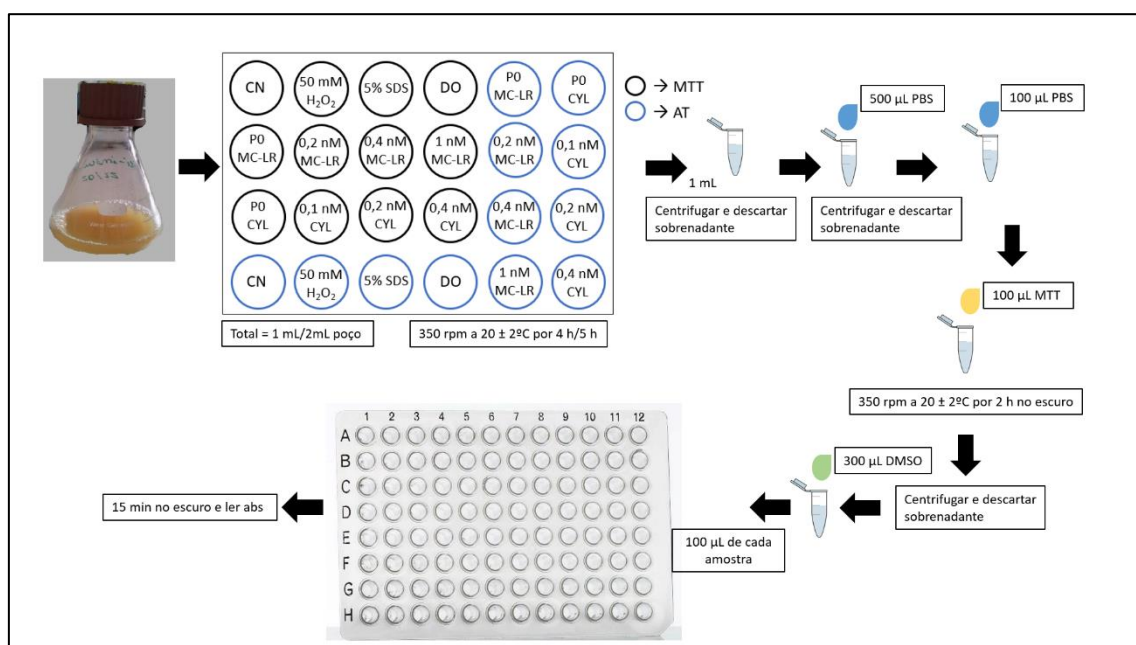 CN
50 mM
H₂O₂
5% SDS
DO
P0
MC-LR
P0
CYL
P0
MC-LR
0,2 nM
MC-LR
0,4 nM
MC-LR
1 nM
MC-LR
0,2 nM
MC-LR
0,1 nM
CYL
P0
CYL
0,1 nM
CYL
0,2 nM
CYL
0,4 nM
CYL
0,4 nM
MC-LR
0,2 nM
CYL
CN
50 mM
H₂O₂
5% SDS
DO
1 nM
MC-LR
0,4 nM
CYL
→ MTT
→ AT
Total = 1 mL/2mL poço
350 rpm a 20 ± 2ºC por 4 h/5 h
1 mL
Centrifugar e descartar
sobrenadante
500 µL PBS
Centrifugar e descartar
sobrenadante
100 µL PBS
100 µL MTT
350 rpm a 20 ± 2ºC por 2 h no escuro
Centrifugar e descartar
sobrenadante
300 µL DMSO
100 µL de cada
amostra
1 2 3 4 5 6 7 8 9 10 11 12
A
B
C
D
E
F
G
H
15 min no escuro e ler abs